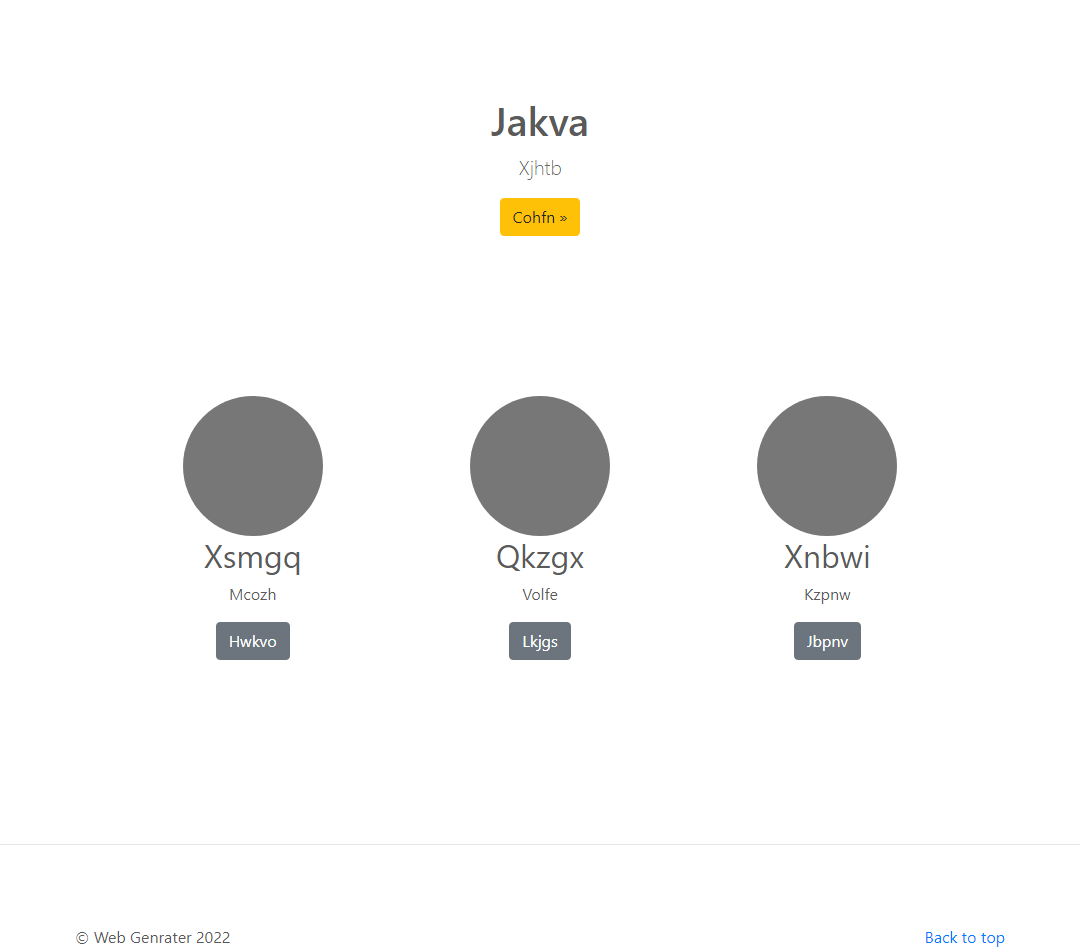 Jakva
Xjhtb
Cohfn »
Xsmgq
Mcozh
Hwkvo
Qkzgx
Volfe
Lkjgs
Xnbwi
Kzpnw
Jbpnv
© Web Genrater 2022
Back to top